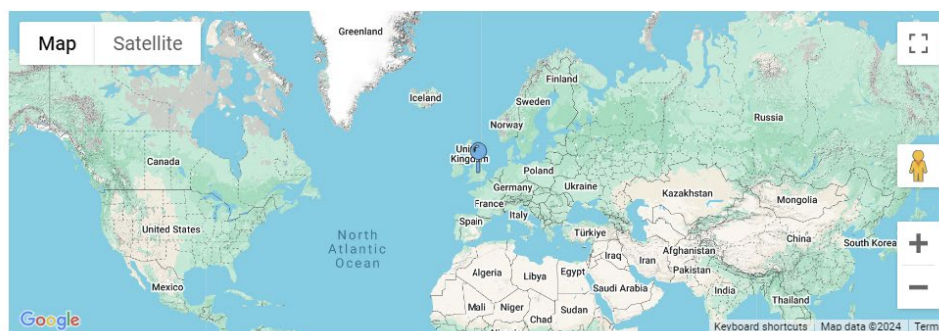 Map
Satellite
Greenland
Iceland
Finland
Sweden
Norway
Russia
United
Kingdom
Canada
Poland
Germany
Ukraine
Kazakhstan
Mongolia
France
Italy
Spain
Türkiye
United States
North
Atlantic
Ocean
China
South Korea
Afghanistan
Iraq
Iran
Pakistan
Algeria
Libya
Egypt
Saudi Arabia
India
Mexico
Mali
Niger
Sudan
Chad
Thailand
Google
Keyboard shortcuts
Map data ©2024
Term